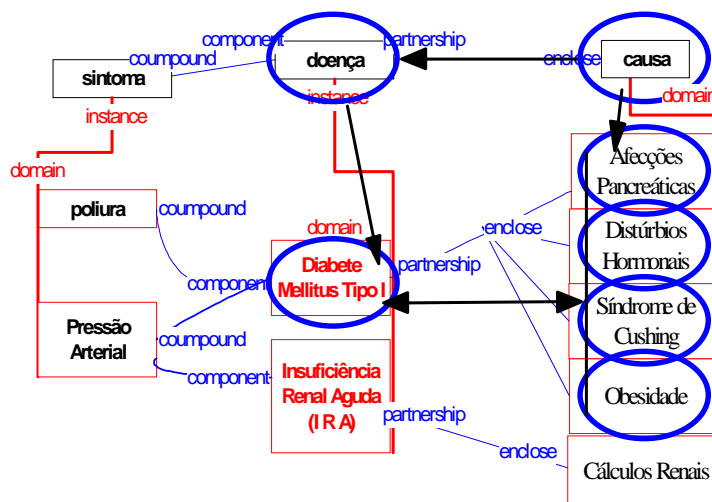 component
partnership
coumpound
doença
enclose
causa
sintoma
instance
instance
domain
domain
Afecções
Pancreáticas
poliura
coumpound
domain
enclose
Distúrbios
Hormonais
component
Diabete
Mellitus Tipo I
partnership
Pressão
Arterial
coumpound
Síndrome de
Cushing
component
Insuficiência
Renal Aguda
(I R A)
partnership
Obesidade
enclose
Cálculos Renais